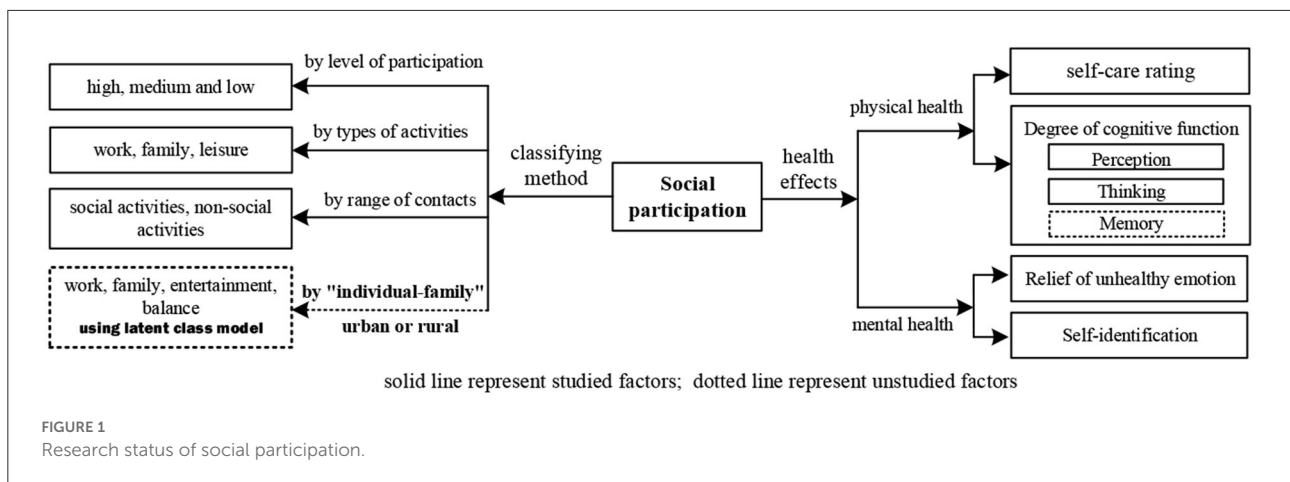 by level of participation
high, medium and low
by types of activities
work, family, leisure
by range of contacts
social activities, non-social
activities
work, family, entertainment,
balance
using latent class model
by "individual-family"
urban or rural
classifying
method
Social
participation
health
effects
physical health
self-care rating
Degree of cognitive function
Perception
Thinking
Memory
mental health
Relief of unhealthy emotion
Self-identification
solid line represent studied factors; dotted line represent unstudied factors
FIGURE 1
Research status of social participation.